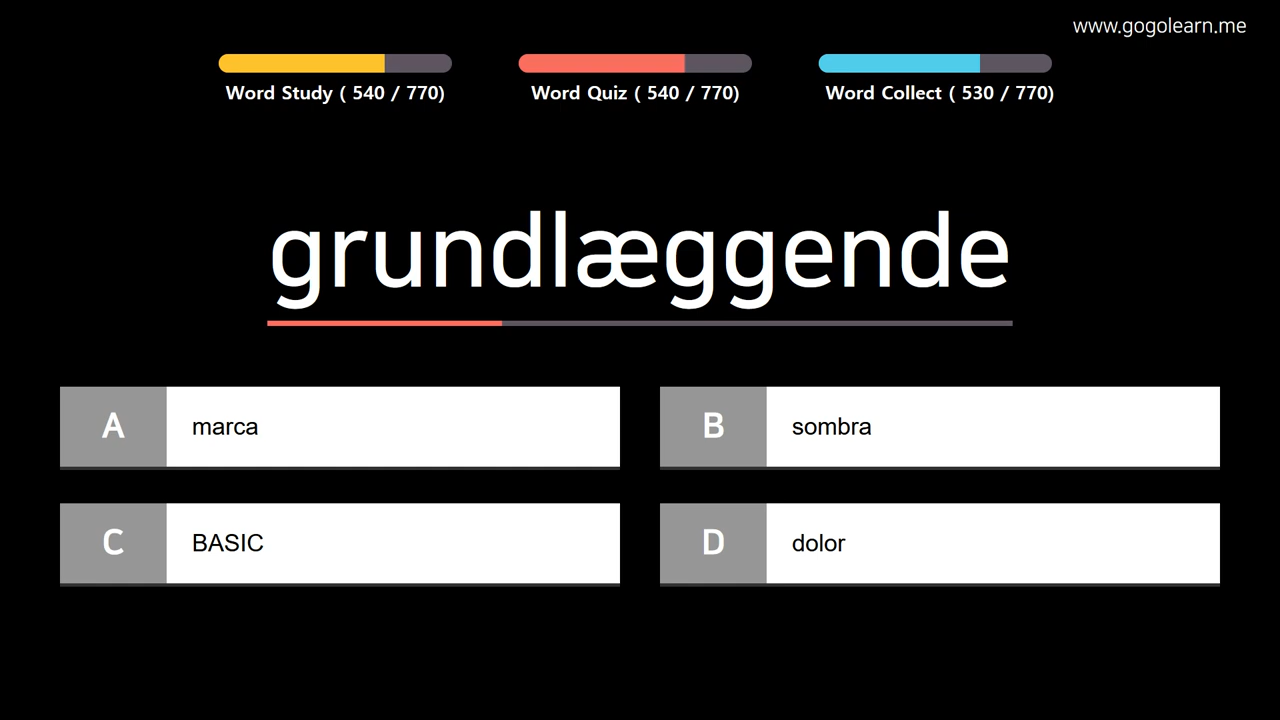 www.gogolearn.me
Word Study ( 540 / 770)
Word Quiz ( 540 / 770)
Word Collect ( 530 / 770)
grundlæggende
A
marca
B
sombra
C
BASIC
D
dolor